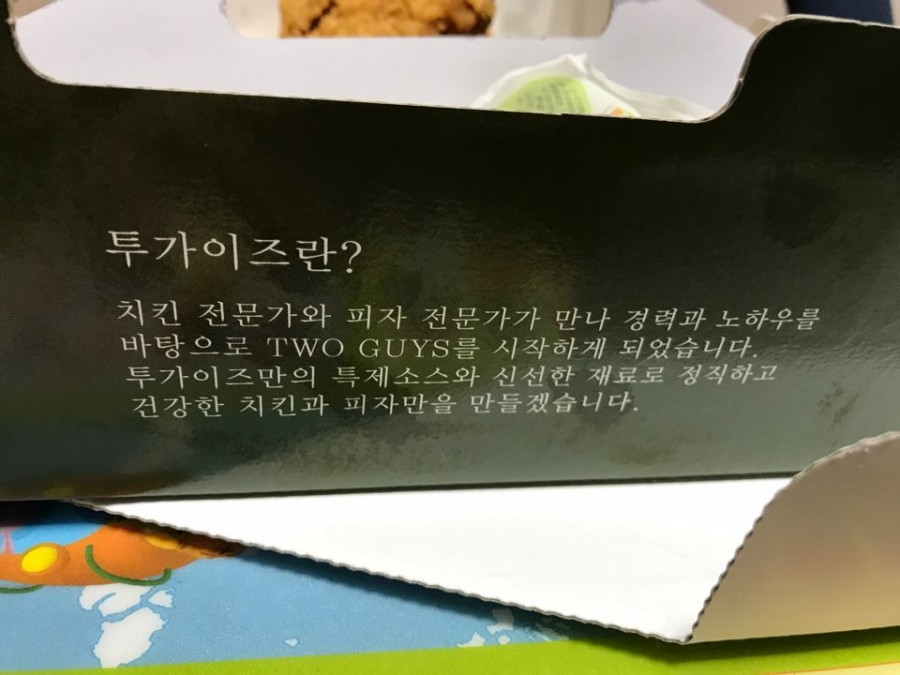 투가이즈란?
치킨 전문가와 피자 전문가가 만나 경력과 노하우를
바탕으로 TWO GUYS를 시작하게 되었습니다.
투가이즈만의 특제소스와 신선한 재료로 정직하고
건강한 치킨과 피자만을 만들겠습니다.